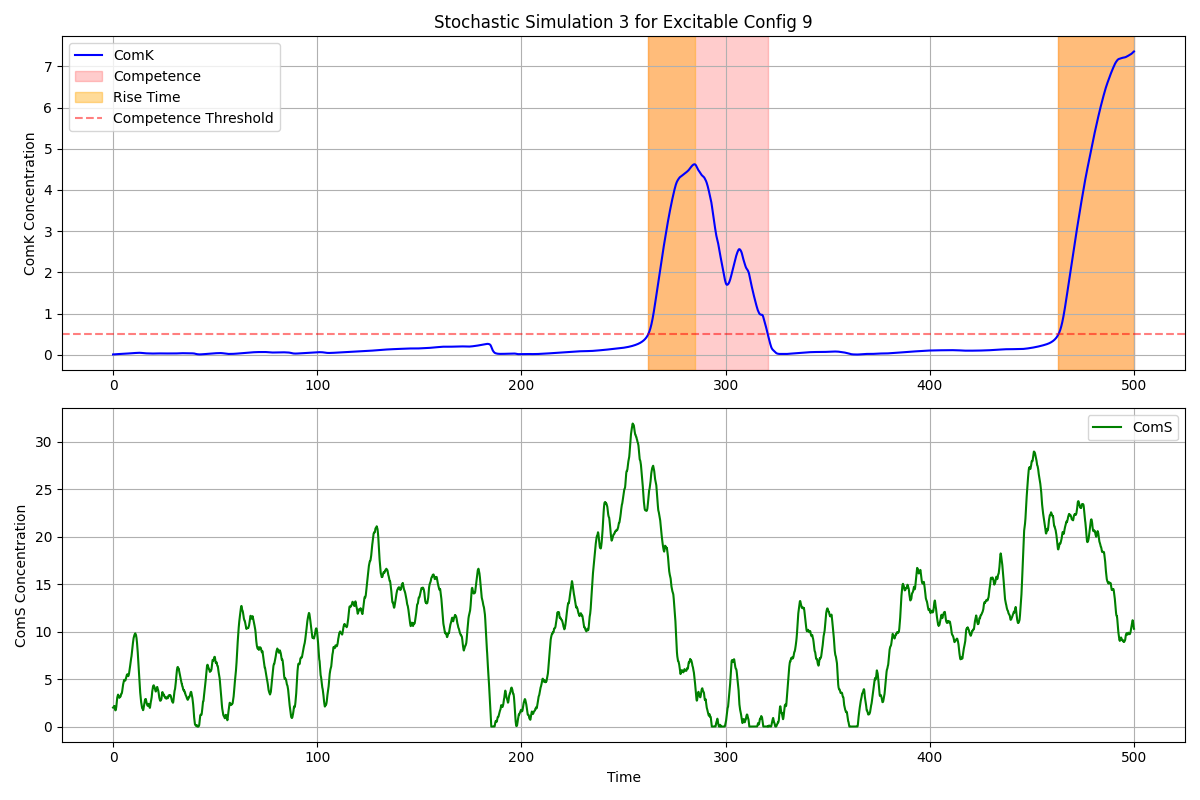 Stochastic Simulation 3 for Excitable Config 9
ComK
Competence
Rise Time
Competence Threshold
ComK Concentration
7
6
5
4
3
2
1
0
0 100 200 300 400 500
ComS
ComS Concentration
30
25
20
15
10
5
0
0 100 200 300 400 500
Time